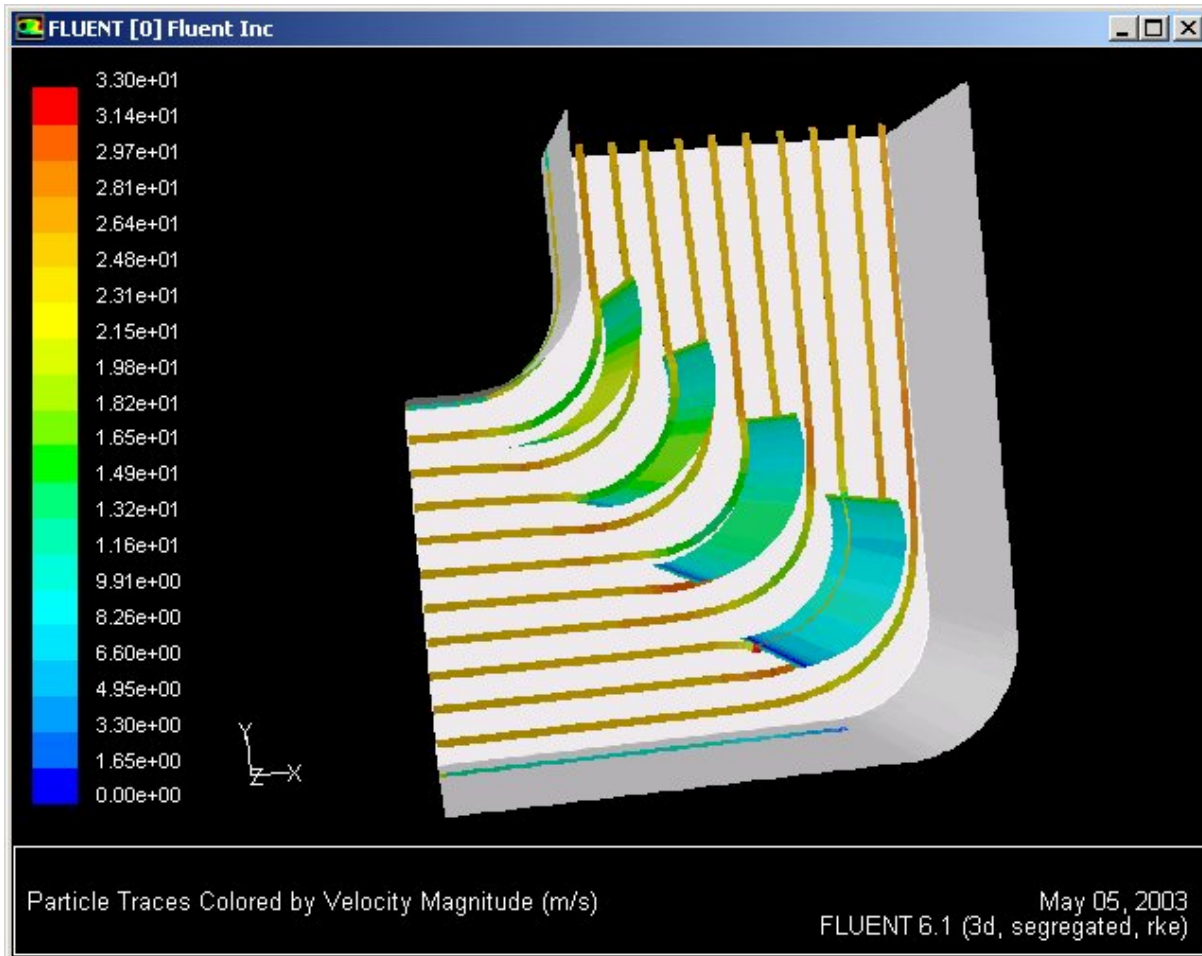 FLUENT [0] Fluent Inc
3.30e+01
3.14e+01
2.97e+01
2.81e+01
2.64e+01
2.48e+01
2.31e+01
2.15e+01
1.98e+01
1.82e+01
1.65e+01
1.49e+01
1.32e+01
1.16e+01
9.91e+00
8.26e+00
6.60e+00
4.95e+00
3.30e+00
1.65e+00
0.00e+00
Y
Z X
Particle Traces Colored by Velocity Magnitude (m/s)
May 05, 2003
FLUENT 6.1 (3d, segregated, rke)